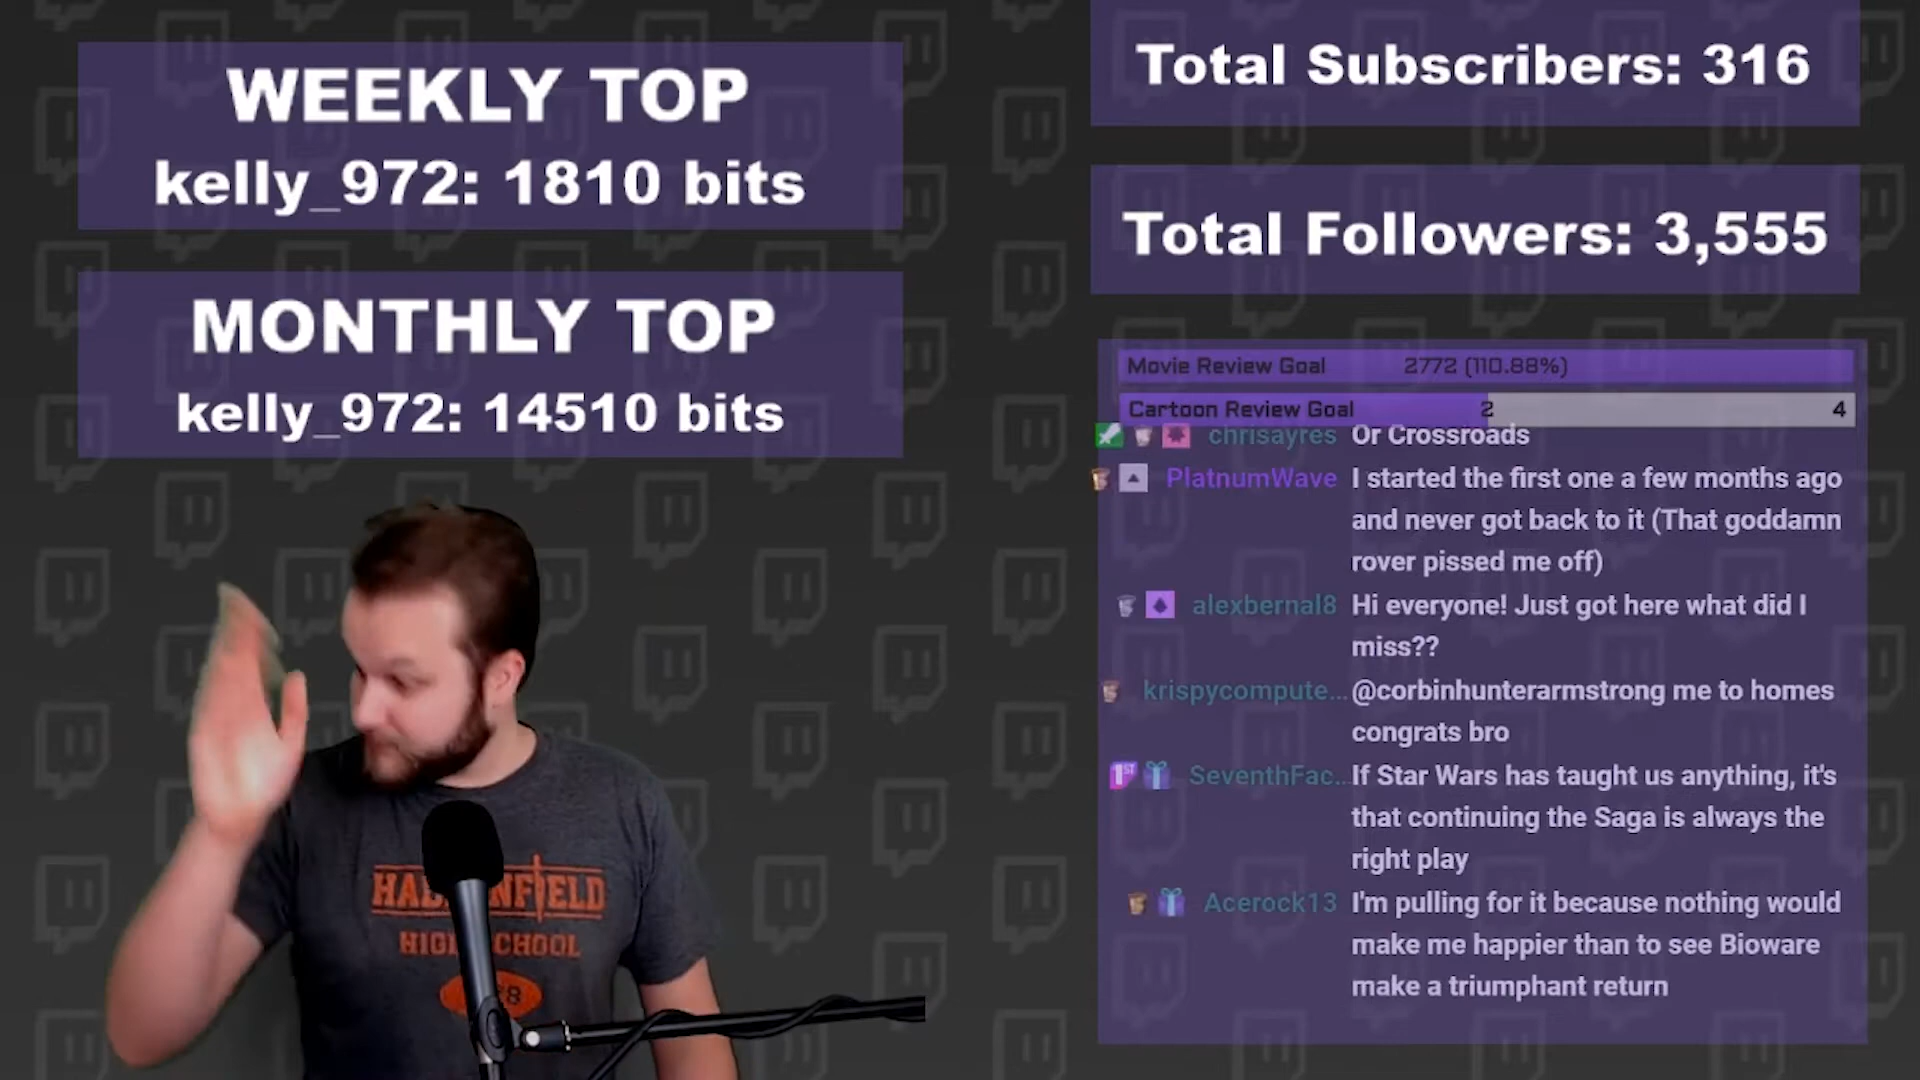 WEEKLY TOP
kelly_972: 1810 bits
MONTHLY TOP
kelly_972: 14510 bits
Total Subscribers: 316
Total Followers: 3,555
Movie Review Goal 2772 (110.88%)
Cartoon Review Goal 2 4
chrisayres Or Crossroads
PlatnumWave I started the first one a few months ago
and never got back to it (That goddamn
rover pissed me off)
alexbernal8 Hi everyone! Just got here what did I
miss??
krispycompute... @corbinhunterarmstrong me to homes
congrats bro
1ST SeventhFac... If Star Wars has taught us anything, it's
that continuing the Saga is always the
right play
Acerock13 I'm pulling for it because nothing would
make me happier than to see Bioware
make a triumphant return
SCHOOL